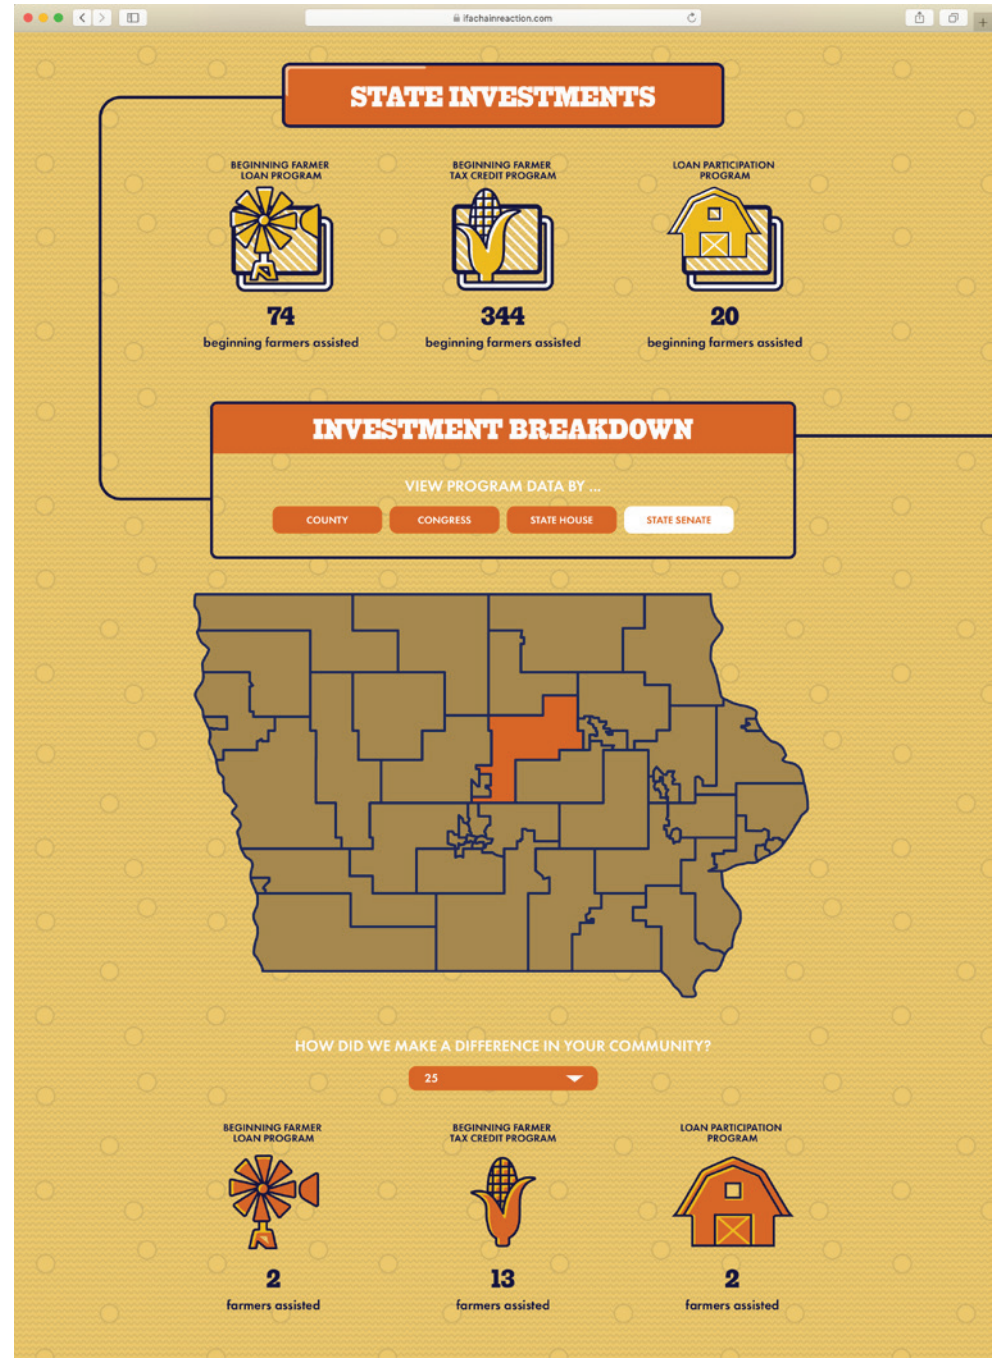 ifachainreaction.com
STATE INVESTMENTS
BEGINNING FARMER
LOAN PROGRAM
74
beginning farmers assisted
BEGINNING FARMER
TAX CREDIT PROGRAM
344
beginning farmers assisted
LOAN PARTICIPATION
PROGRAM
20
beginning farmers assisted
INVESTMENT BREAKDOWN
VIEW PROGRAM DATA BY ...
COUNTY
CONGRESS
STATE HOUSE
STATE SENATE
HOW DID WE MAKE A DIFFERENCE IN YOUR COMMUNITY?
25
BEGINNING FARMER
LOAN PROGRAM
2
farmers assisted
BEGINNING FARMER
TAX CREDIT PROGRAM
13
farmers assisted
LOAN PARTICIPATION
PROGRAM
2
farmers assisted